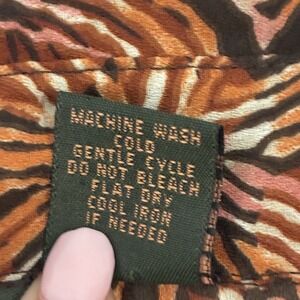 MACHINE WASH
COLD
GENTLE CYCLE
DO NOT BLEACH
FLAT DRY
COOL IRON
IF NEEDED